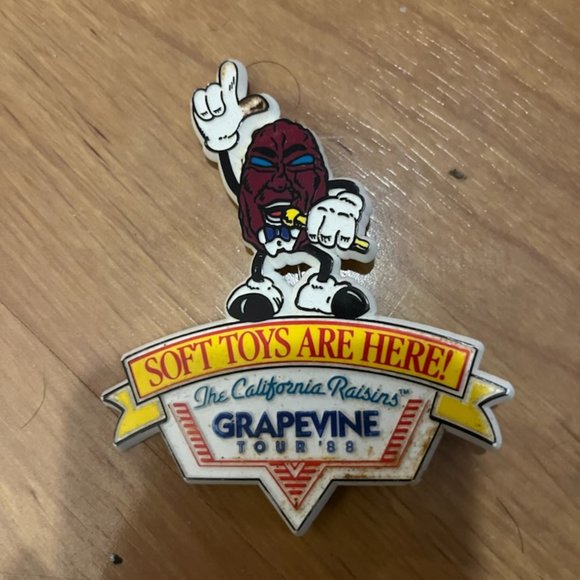 SOFT TOYS ARE HERE!
The California Raisins™
GRAPEVINE
TOUR '88